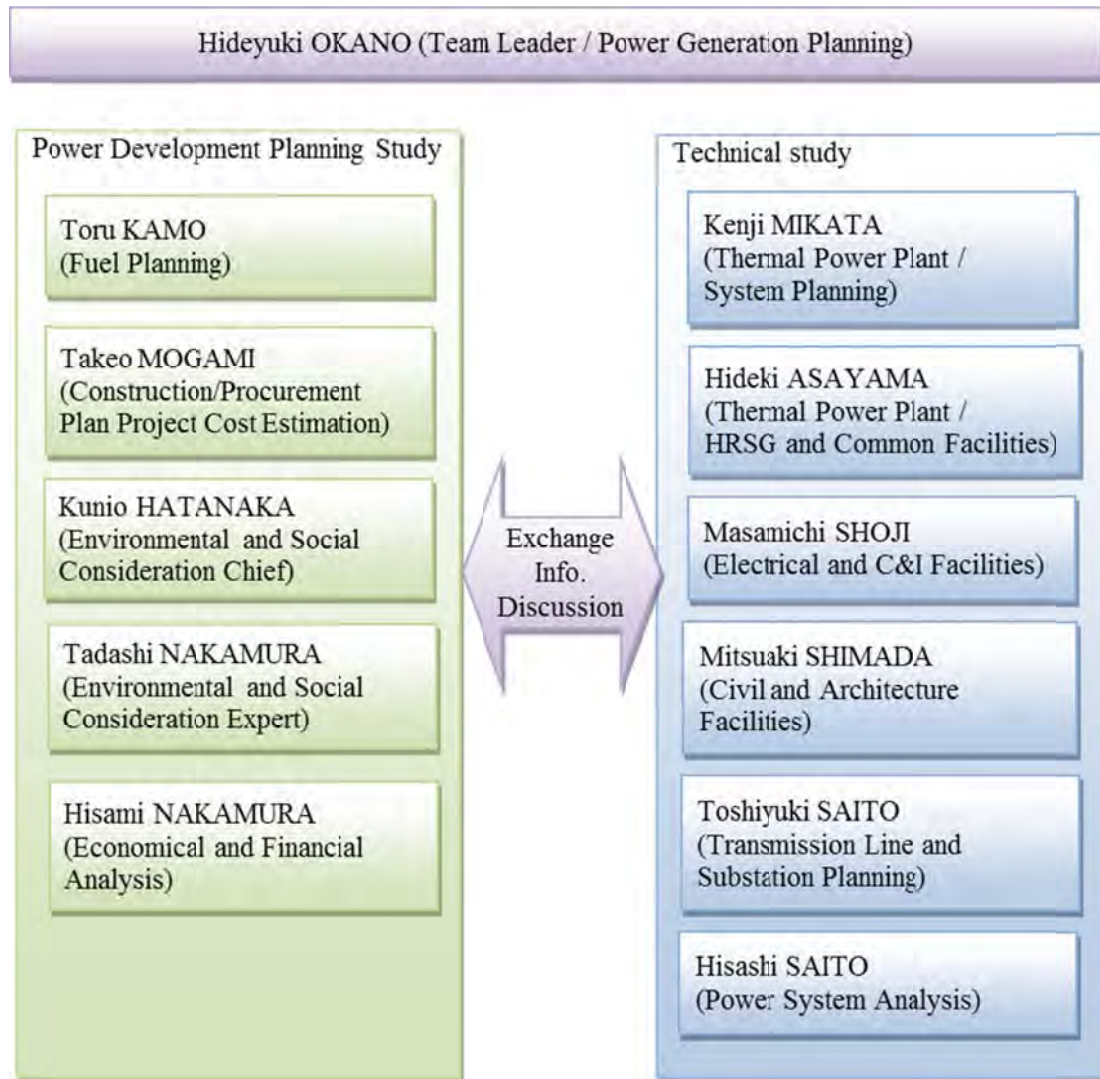 Hideyuki OKANO (Team Leader / Power Generation Planning)
Power Development Planning Study
Toru KAMO
(Fuel Planning)
Takeo MOGAMI
(Construction/Procurement
Plan Project Cost Estimation)
Kunio HATANAKA
(Environmental and Social
Consideration Chief)
Tadashi NAKAMURA
(Environmental and Social
Consideration Expert)
Hisami NAKAMURA
(Economical and Financial
Analysis)
Exchange
Info.
Discussion
Technical study
Kenji MIKATA
(Thermal Power Plant /
System Planning)
Hideki ASAYAMA
(Thermal Power Plant /
HRSG and Common Facilities)
Masamichi SHOJI
(Electrical and C&I Facilities)
Mitsuaki SHIMADA
(Civil and Architecture
Facilities)
Toshiyuki SAITO
(Transmission Line and
Substation Planning)
Hisashi SAITO
(Power System Analysis)